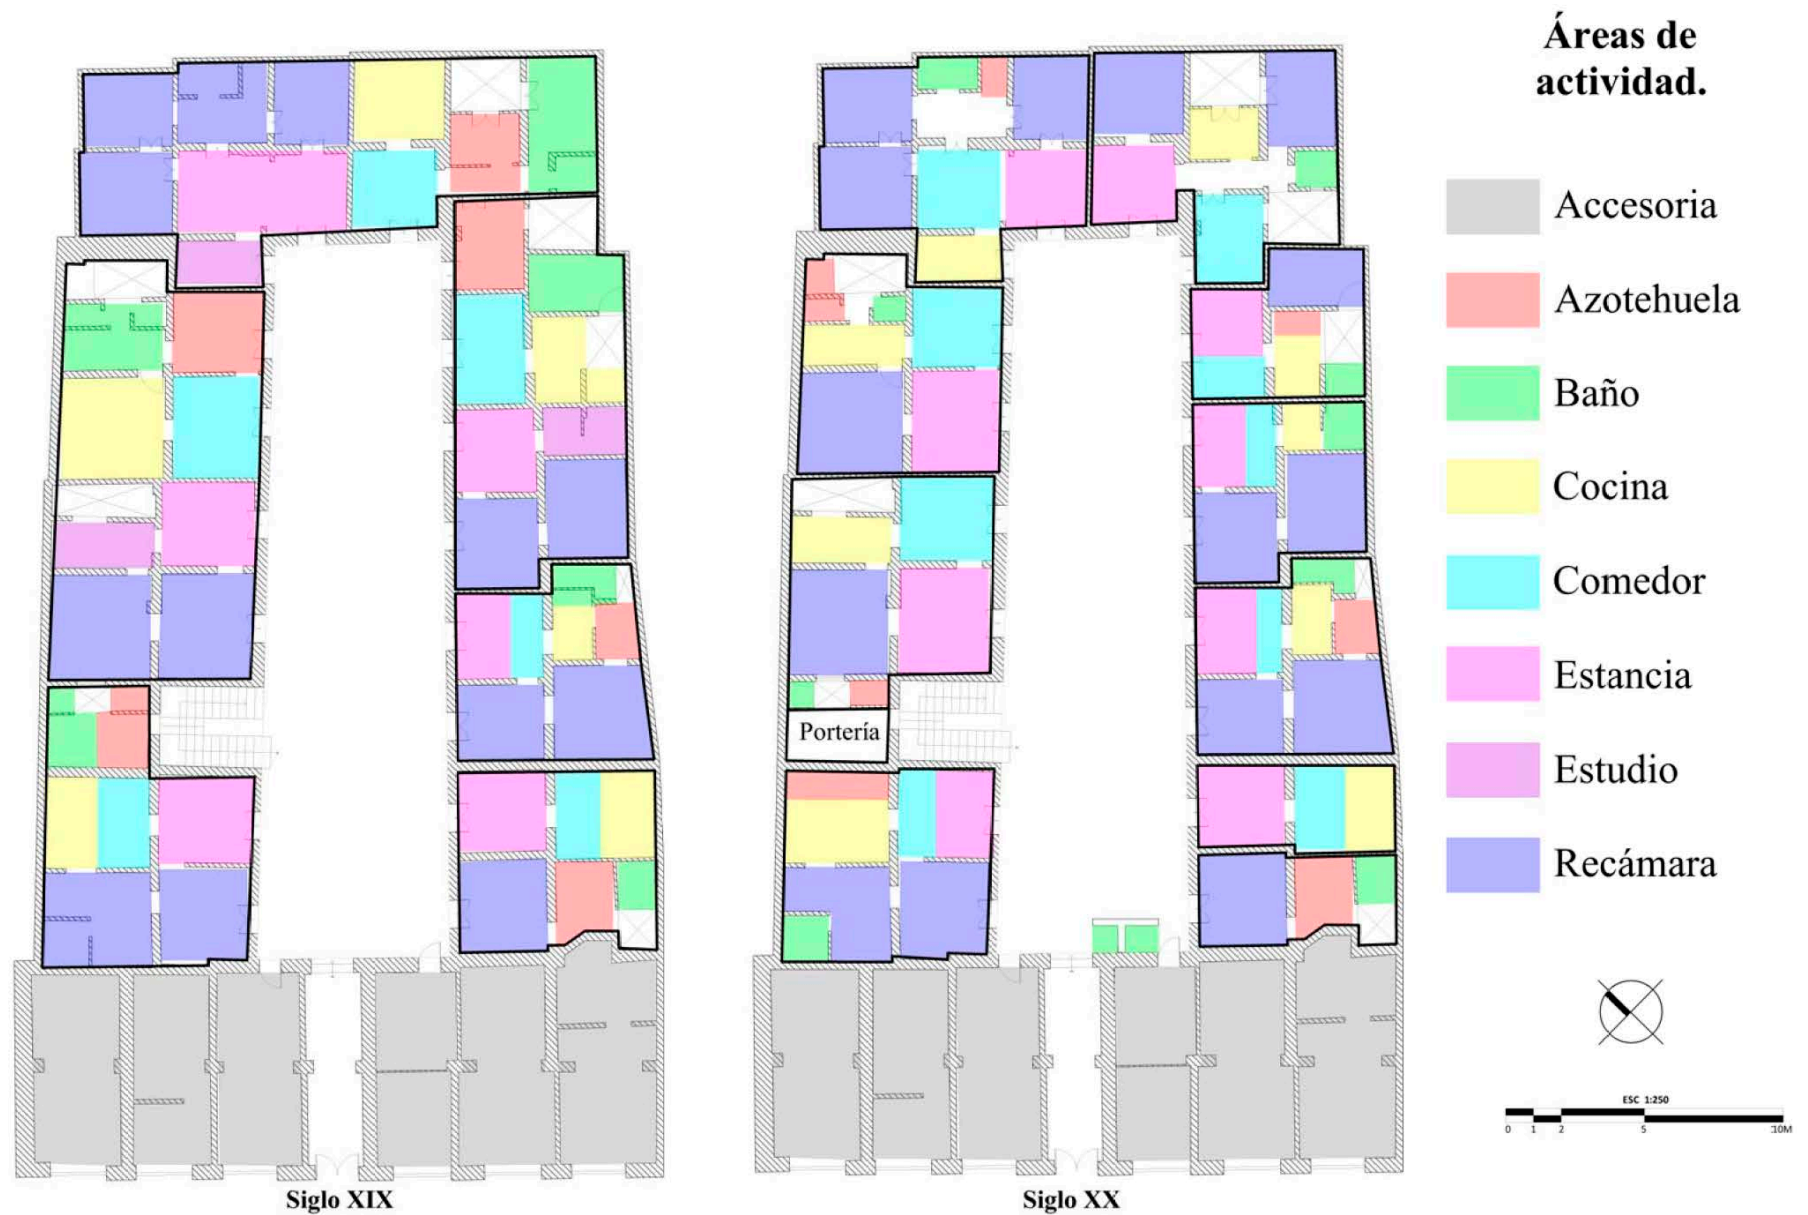 Áreas de
actividad.
Accesoria
Azotehuela
Baño
Cocina
Comedor
Estancia
Estudio
Recámara
Portería
ESC 1:250
0 1 2 5 10M
Siglo XIX
Siglo XX